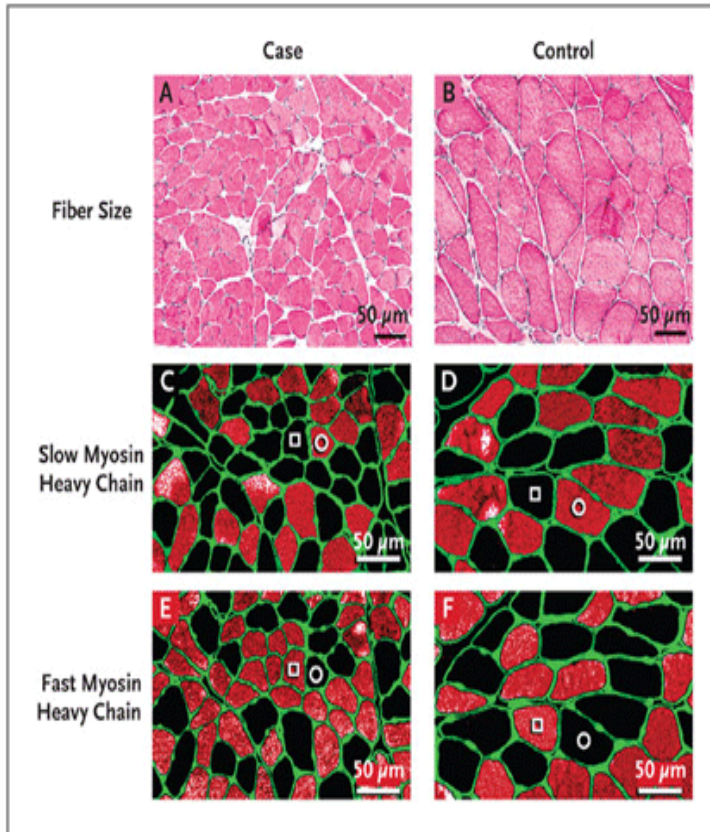 Case
Control
Fiber Size
A
50 µm
B
50 µm
Slow Myosin
Heavy Chain
C
50 µm
D
50 µm
Fast Myosin
Heavy Chain
E
50 µm
F
50 µm